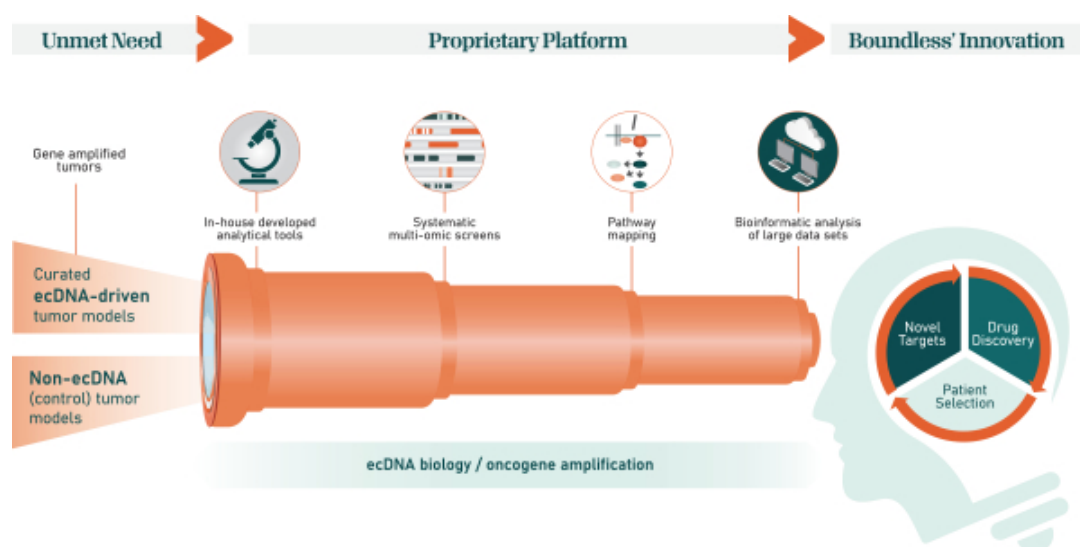 Unmet Need
Proprietary Platform
Boundless' Innovation
Gene amplified
tumors
In-house developed
analytical tools
Systematic
multi-omic screens
Pathway
mapping
Bioinformatic analysis
of large data sets
Curated
ecDNA-driven
tumor models
Non-ecDNA
(control) tumor
models
Novel
Targets
Drug
Discovery
Patient
Selection
ecDNA biology / oncogene amplification